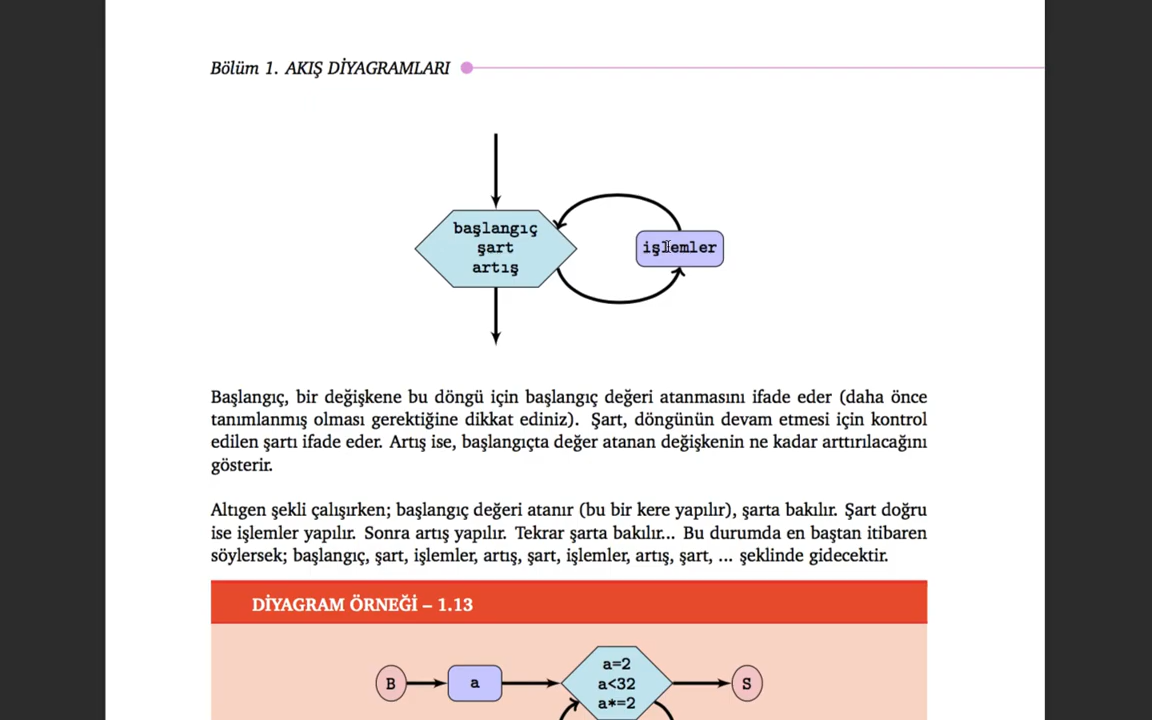 Bölüm 1. AKIŞ DİYAGRAMLARI
başlangıç
şart
artış
işlemler
Başlangıç, bir değişkene bu döngü için başlangıç değeri atanmasını ifade eder (daha önce
tanımlanmış olması gerektiğine dikkat ediniz). Şart, döngünün devam etmesi için kontrol
edilen şartı ifade eder. Artış ise, başlangıçta değer atanan değişkenin ne kadar arttırılacağını
gösterir.
Altıgen şekli çalışırken; başlangıç değeri atanır (bu bir kere yapılır), şarta bakılır. Şart doğru
ise işlemler yapılır. Sonra artış yapılır. Tekrar şarta bakılır... Bu durumda en baştan itibaren
söylersek; başlangıç, şart, işlemler, artış, şart, işlemler, artış, şart, ... şeklinde gidecektir.
DİYAGRAM ÖRNEĞİ – 1.13
B
a
a=2
a<32
a*=2
S